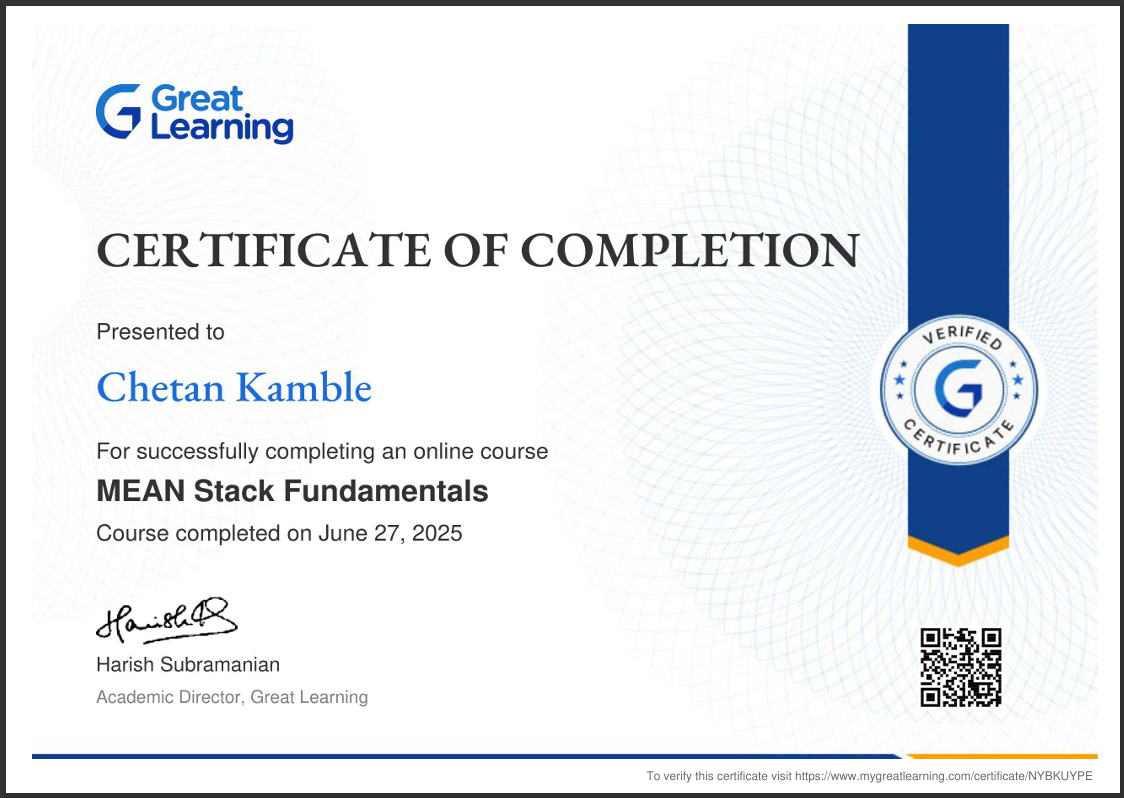 Great
Learning
CERTIFICATE OF COMPLETION
Presented to
Chetan Kamble
VERIFIED
CERTIFICATE
For successfully completing an online course
MEAN Stack Fundamentals
Course completed on June 27, 2025
Harish
Harish Subramanian
Academic Director, Great Learning
To verify this certificate visit https://www.mygreatlearning.com/certificate/NYBKUYPE